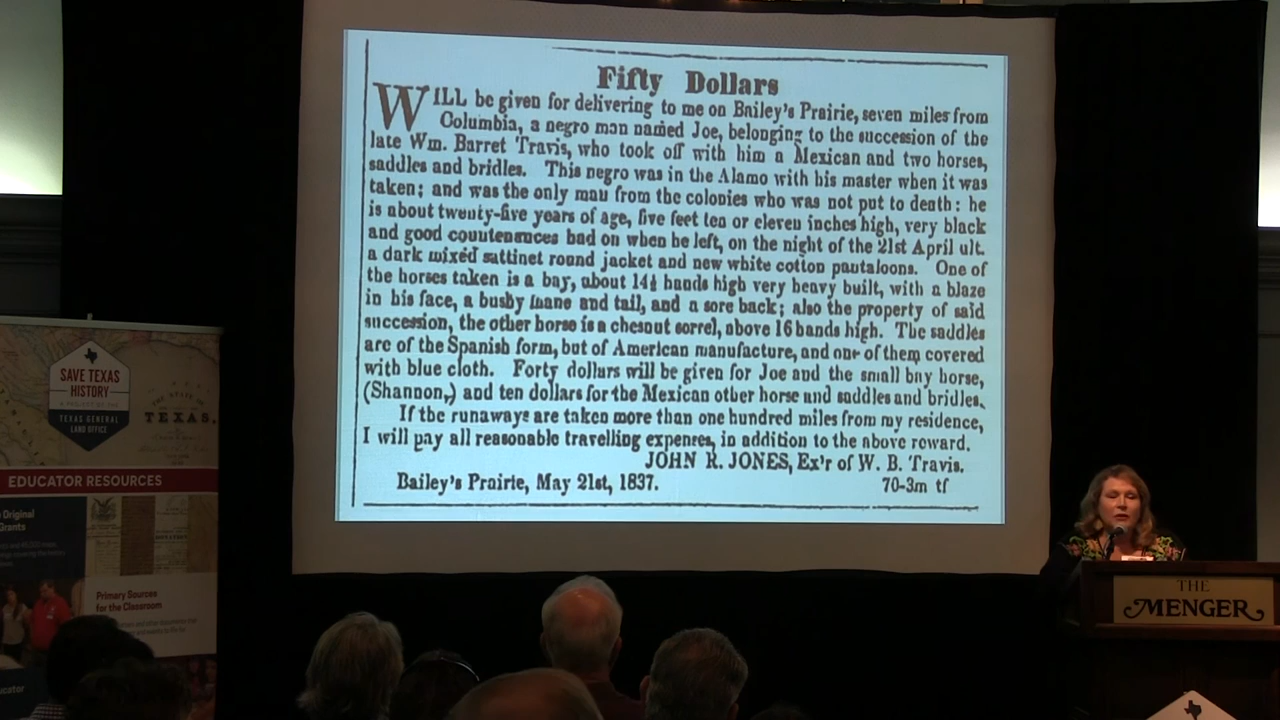 Fifty Dollars
WILL be given for delivering to me on Bailey's Prairie, seven miles from
Columbia, a negro man named Joe, belonging to the succession of the
late Wm. Barret Travis, who took off with him a Mexican and two horses,
saddles and bridles. This negro was in the Alamo with his master when it was
taken; and was the only man from the colonies who was not put to death: he
is about twenty-five years of age, five feet ten or eleven inches high, very black
and good countenances had on when he left, on the night of the 21st April ult.
a dark mixed sattinet round jacket and new white cotton pantaloons. One of
the horses taken is a bay, about 14½ hands high very heavy built, with a blaze
in his face, a bushy mane and tail, and a sore back; also the property of said
succession, the other horse is a chesnut sorrel, above 16 hands high. The saddles
are of the Spanish form, but of American manufacture, and one of them covered
with blue cloth. Forty dollars will be given for Joe and the small bay horse,
(Shannon,) and ten dollars for the Mexican other horse and saddles and bridles.
If the runaways are taken more than one hundred miles from my residence,
I will pay all reasonable travelling expenses, in addition to the above reward.
JOHN R. JONES, Ex'r of W. B. Travis.
Bailey's Prairie, May 21st, 1837. 70-3m tf
SAVE TEXAS
HISTORY
A PROJECT OF THE
TEXAS GENERAL
LAND OFFICE
THE STATE OF
TEXAS.
EDUCATOR RESOURCES
Original
Grants
Primary Sources
for the Classroom
THE
MENGER